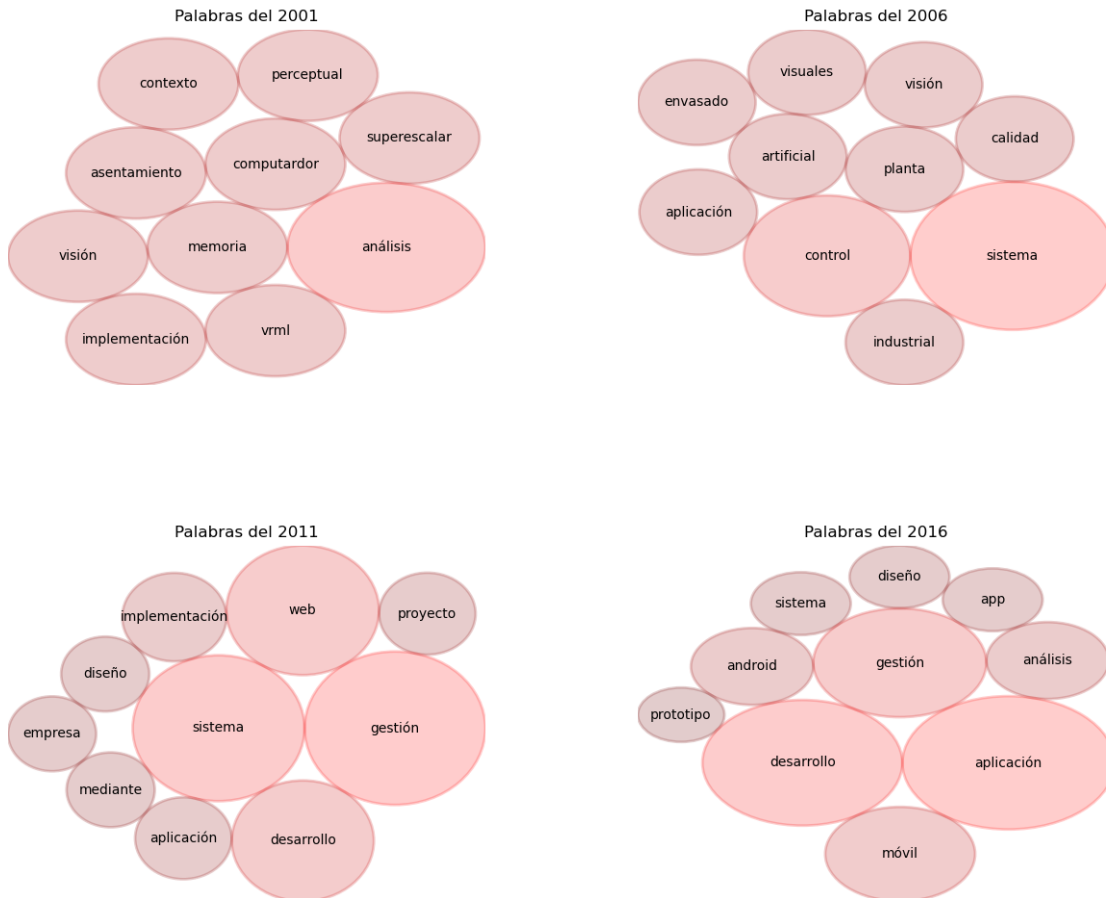 Palabras del 2001
contexto
perceptual
superescalar
asentamiento
computardor
visión
memoria
análisis
implementación
vrml
Palabras del 2006
visuales
visión
envasado
calidad
artificial
planta
aplicación
control
sistema
industrial
Palabras del 2011
implementación
web
proyecto
diseño
sistema
gestión
empresa
mediante
aplicación
desarrollo
Palabras del 2016
diseño
sistema
app
android
gestión
análisis
prototipo
desarrollo
aplicación
móvil